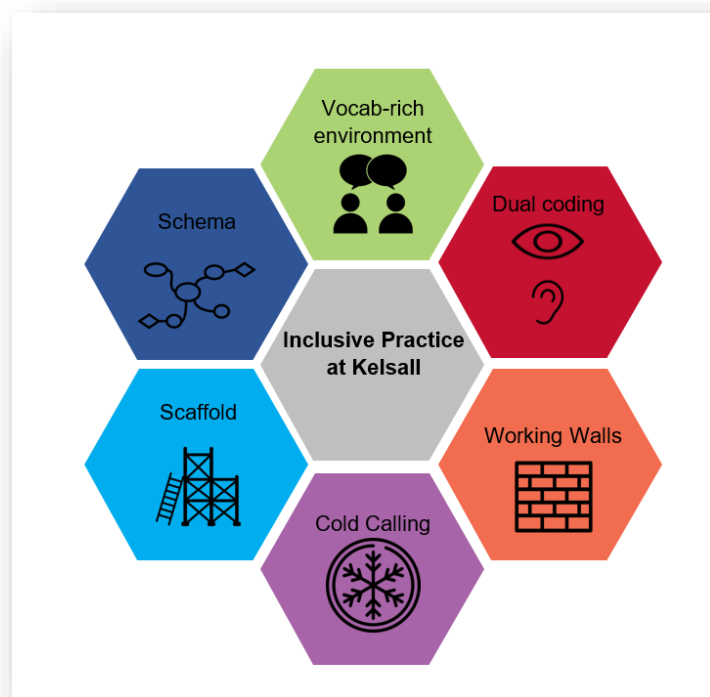 Vocab-rich
environment
Dual coding
Schema
Inclusive Practice
at Kelsall
Scaffold
Working Walls
Cold Calling